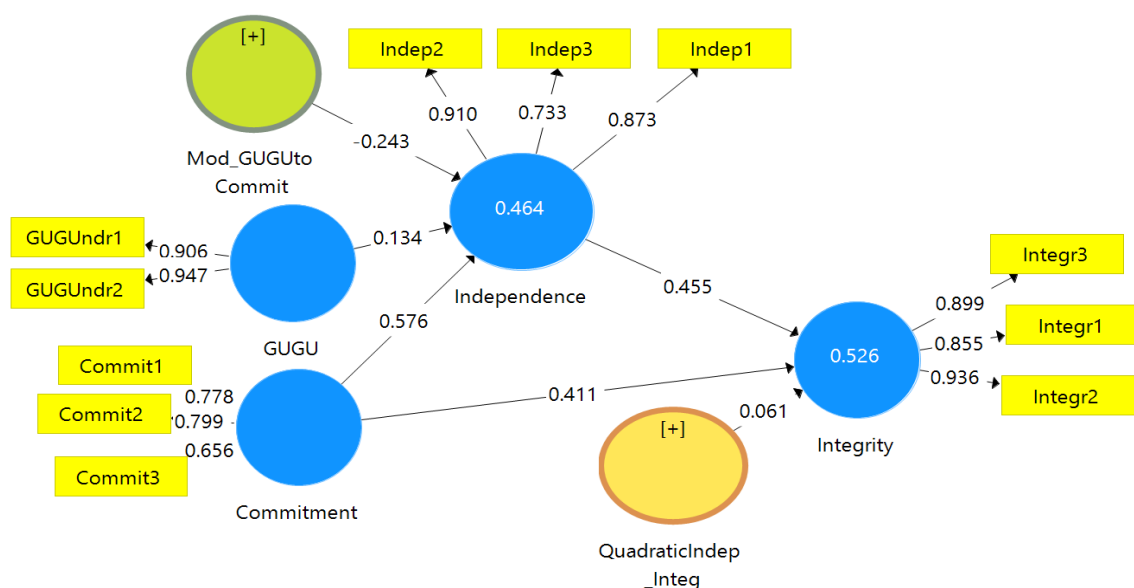 [+]
Indep2
Indep3
Indep1
0.910
0.733
0.873
-0.243
Mod_GUGUto
Commit
0.464
GUGUndr1
0.906
0.134
GUGUndr2
0.947
Independence
Integr3
0.455
0.899
0.576
GUGU
Integr1
0.855
0.526
Commit1
0.778
0.936
Integr2
Commit2
0.799
0.411
0.061
0.656
[+]
Integrity
Commit3
Commitment
QuadraticIndep
_Integ